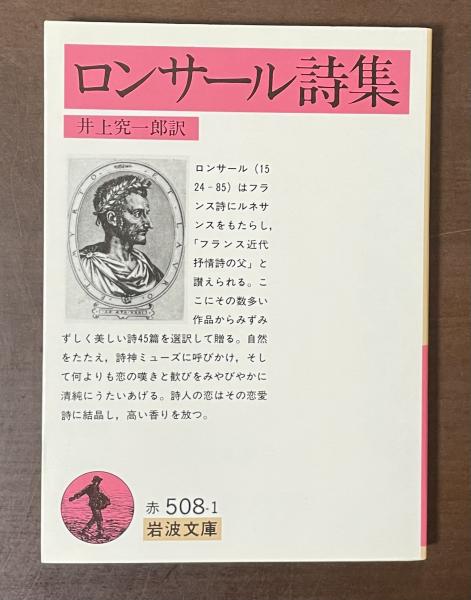 ロンサール詩集
井上究一郎訳
ロンサール（15
24－85）はフラ
ンス詩にルネサ
ンスをもたらし，
「フランス近代
抒情詩の父」と
讃えられる。こ
こにその数多い
作品からみずみ
ずしく美しい詩45篇を選訳して贈る。自然
をたたえ，詩神ミューズに呼びかけ，そし
て何よりも恋の嘆きと歓びをみやびやかに
清純にうたいあげる。詩人の恋はその恋愛
詩に結晶し，高い香りを放つ。
赤 508-1
岩波文庫